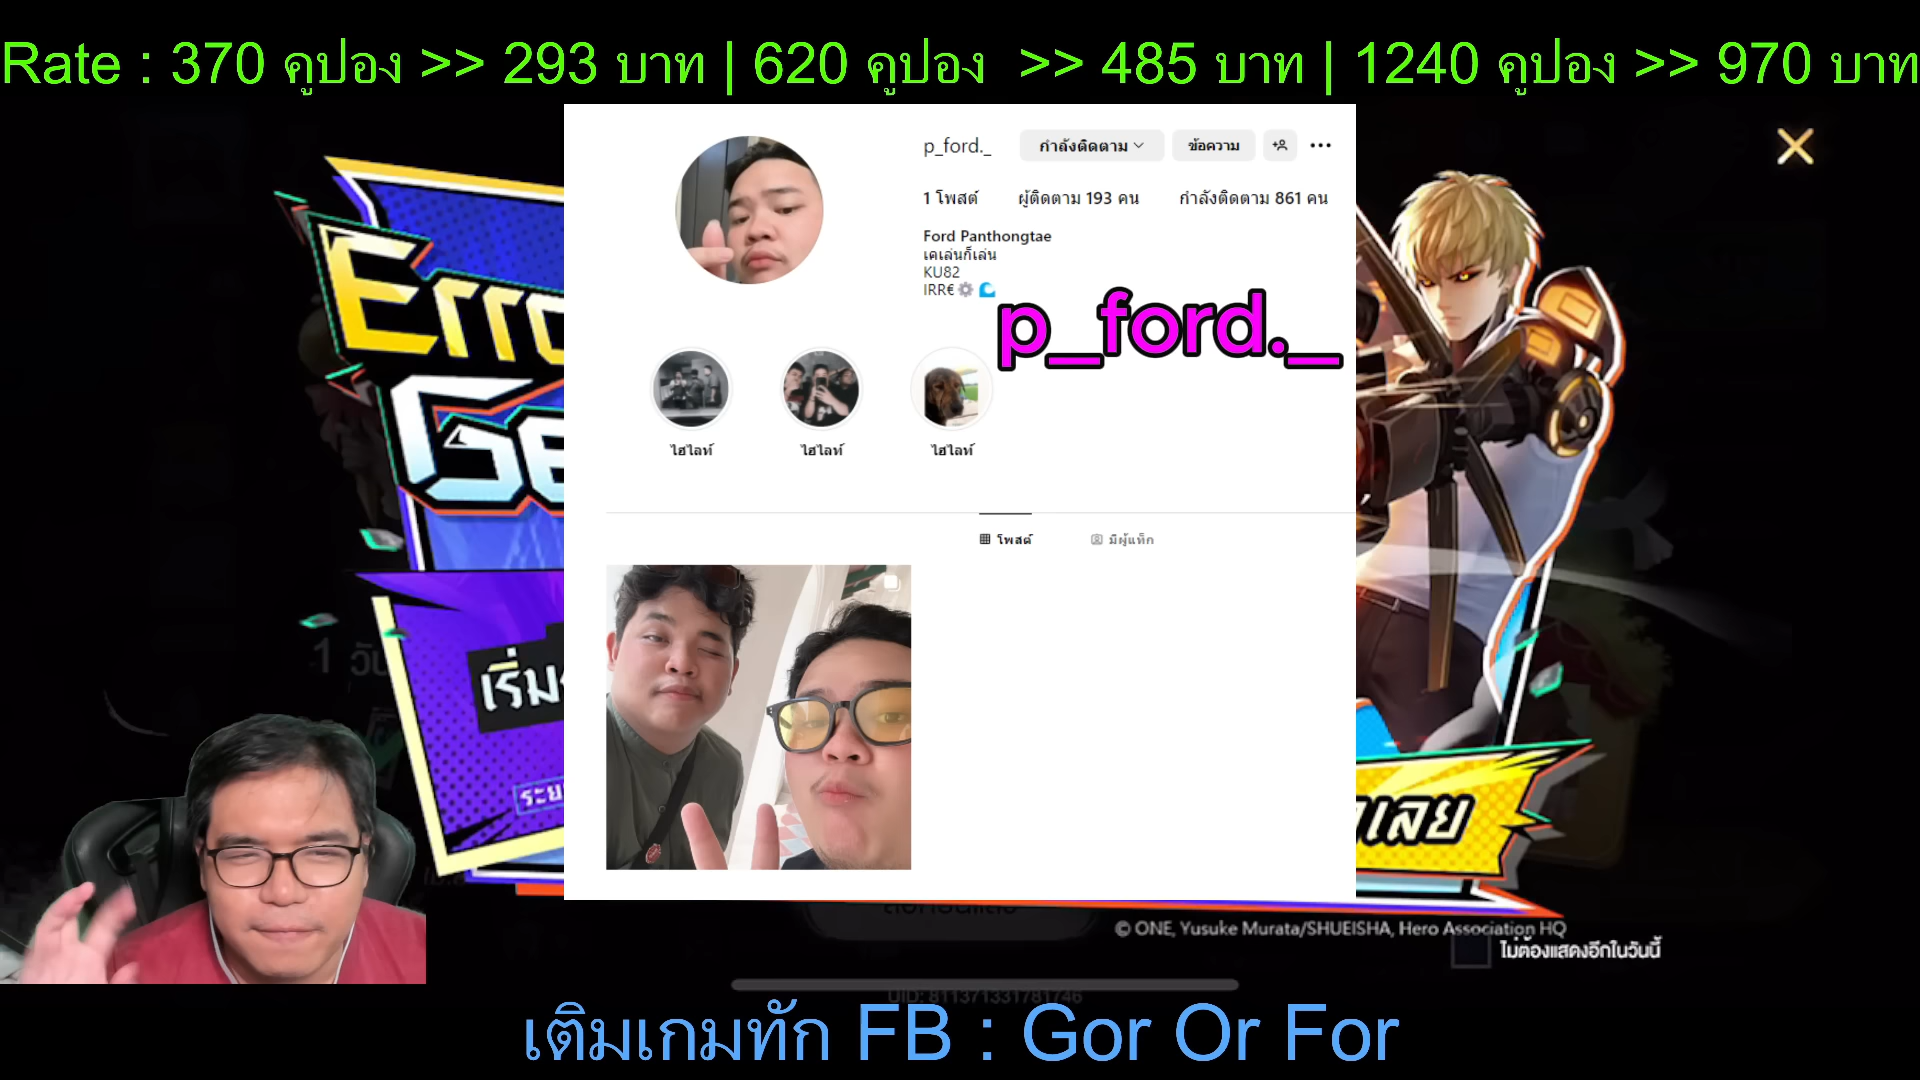 Rate : 370 คูปอง >> 293 บาท | 620 คูปอง >> 485 บาท | 1240 คูปอง >> 970 บาท
p_ford._ กำลังติดตาม ข้อความ
1 โพสต์ ผู้ติดตาม 193 คน กำลังติดตาม 861 คน
Ford Panthongtae
เคเล่นก็เล่น
KU82
IRR€
p_ford._
ไฮไลท์ ไฮไลท์ ไฮไลท์
โพสต์ มีผู้แท็ก
1 วัน
© ONE, Yusuke Murata/SHUEISHA, Hero Association HQ
ไม่ต้องแสดงอีกในวันนี้
UID: 811371331781746
เติมเกมทัก FB : Gor Or For